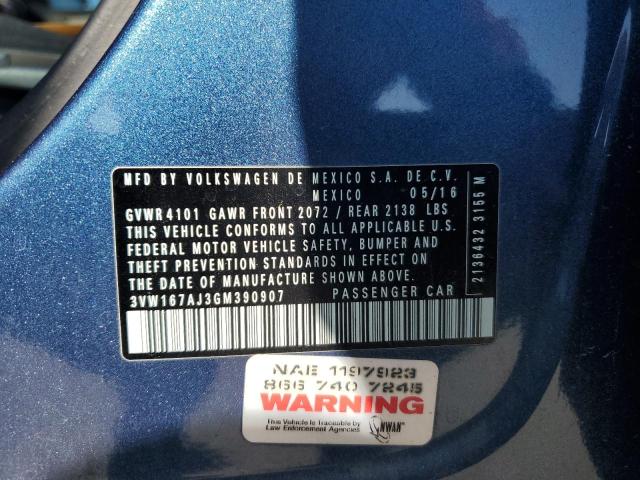 MFD BY VOLKSWAGEN DE MEXICO S.A. DE C.V.
MEXICO 05/16
GVWR 4101 GAWR FRONT 2072 / REAR 2138 LBS
THIS VEHICLE CONFORMS TO ALL APPLICABLE U.S.
FEDERAL MOTOR VEHICLE SAFETY, BUMPER AND
THEFT PREVENTION STANDARDS IN EFFECT ON
THE DATE OF MANUFACTURE SHOWN ABOVE.
3VW167AJ3GM390907 PASSENGER CAR
2136432 3155 M
NAE 1197923
866 740 7245
WARNING
This Vehicle is Traceable by
Law Enforcement Agencies
NWAN